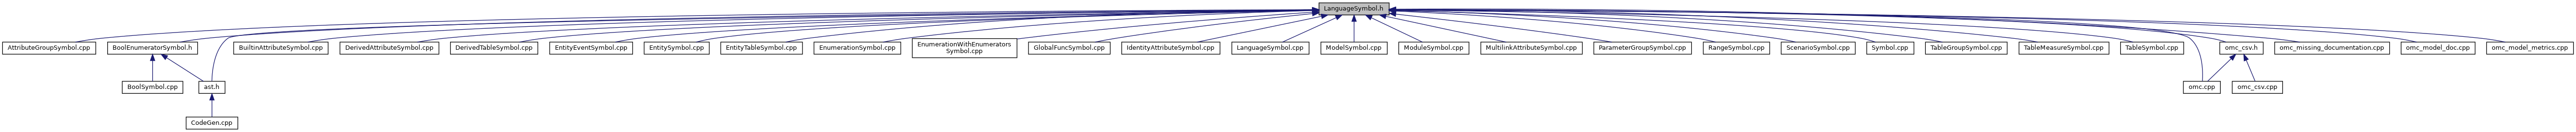 LanguageSymbol.h
AttributeGroupSymbol.cpp
BoolEnumeratorSymbol.h
BuiltinAttributeSymbol.cpp
DerivedAttributeSymbol.cpp
DerivedTableSymbol.cpp
EntityEventSymbol.cpp
EntitySymbol.cpp
EntityTableSymbol.cpp
EnumerationSymbol.cpp
EnumerationWithEnumerators
Symbol.cpp
GlobalFuncSymbol.cpp
IdentityAttributeSymbol.cpp
LanguageSymbol.cpp
ModelSymbol.cpp
ModuleSymbol.cpp
MultilinkAttributeSymbol.cpp
ParameterGroupSymbol.cpp
RangeSymbol.cpp
ScenarioSymbol.cpp
Symbol.cpp
TableGroupSymbol.cpp
TableMeasureSymbol.cpp
TableSymbol.cpp
omc_csv.h
omc_missing_documentation.cpp
omc_model_doc.cpp
omc_model_metrics.cpp
BoolSymbol.cpp
ast.h
omc.cpp
omc_csv.cpp
CodeGen.cpp